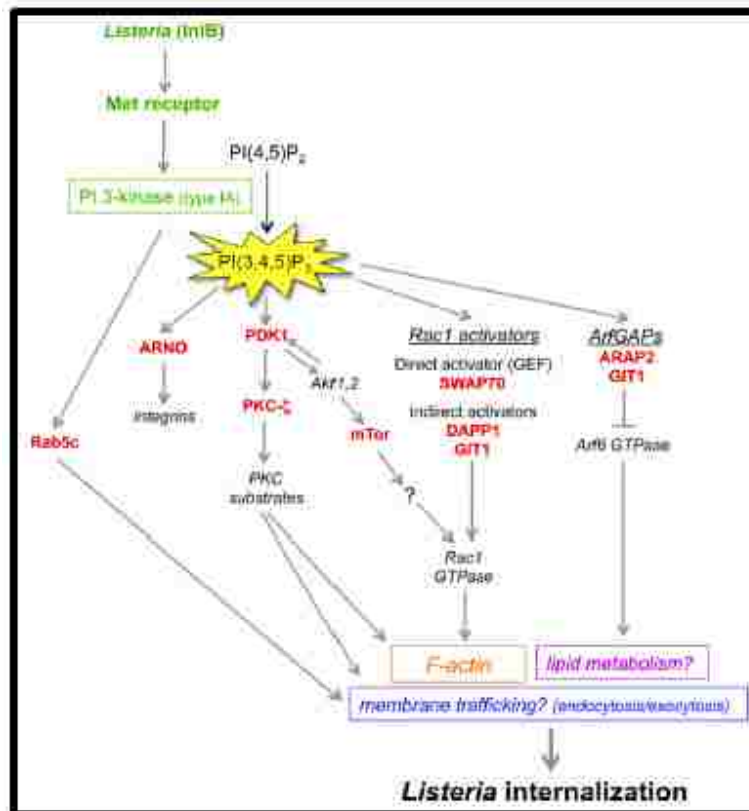 Listeria (InlB)
Met receptor
PI(4,5)P2
PI 3-kinase (type IA)
PI(3,4,5)P3
ARNO
integrins
PDK1
Akt1,2
PKC-ζ
mTor
Rab5c
PKC
substrates
?
Rac1 activators
Direct activator (GEF)
SWAP70
Indirect activators
DAPP1
GIT1
Rac1
GTPase
ArfGAPs
ARAP2
GIT1
Arf6 GTPase
F-actin
lipid metabolism?
membrane trafficking? (endocytosis/exocytosis)
Listeria internalization